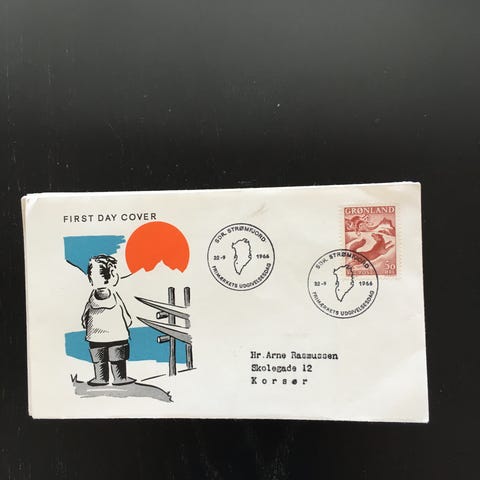 FIRST DAY COVER
SDR. STRØMFJORD
22-9 1966
FRIMÆRKETS UDGIVELSESDAG
GRØNLAND
50
SDR. STRØMFJORD
22-9 1966
FRIMÆRKETS UDGIVELSESDAG
Hr. Arne Rasmussen
Skolegade 12
Korsør